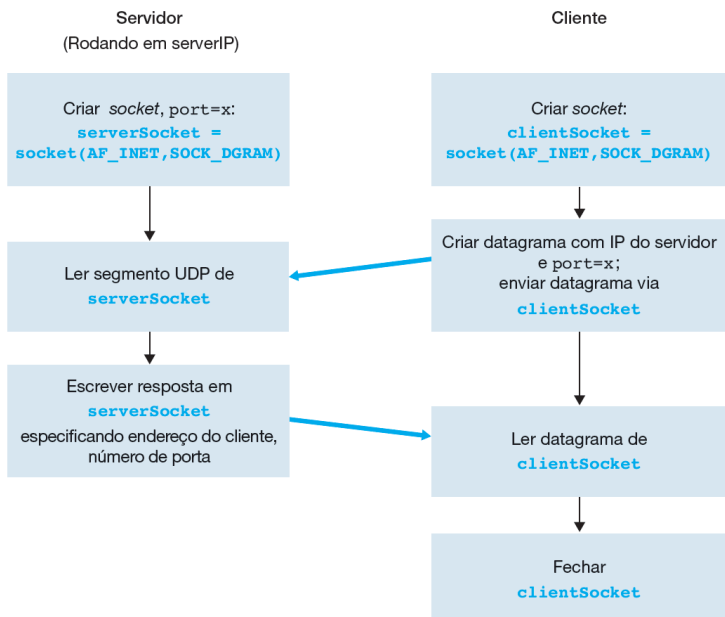 Servidor
(Rodando em serverIP)
Criar socket, port=x:
serverSocket =
socket(AF_INET,SOCK_DGRAM)
Ler segmento UDP de
serverSocket
Escrever resposta em
serverSocket
especificando endereço do cliente,
número de porta
Cliente
Criar socket:
clientSocket =
socket(AF_INET,SOCK_DGRAM)
Criar datagrama com IP do servidor
e port=x;
enviar datagrama via
clientSocket
Ler datagrama de
clientSocket
Fechar
clientSocket